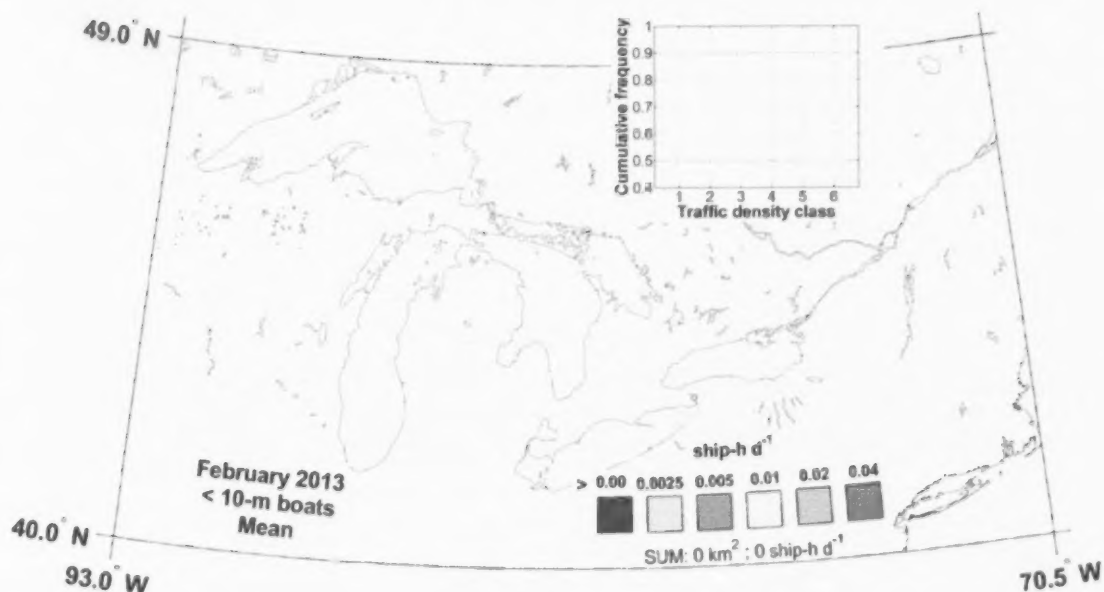 49.0° N
Cumulative frequency
1
0.9
0.8
0.7
0.6
0.5
0.4
1 2 3 4 5 6
Traffic density class
February 2013
< 10-m boats
Mean
ship-h d⁻¹
> 0.00 0.0025 0.005 0.01 0.02 0.04
SUM: 0 km² ; 0 ship-h d⁻¹
40.0° N
93.0° W
70.5° W